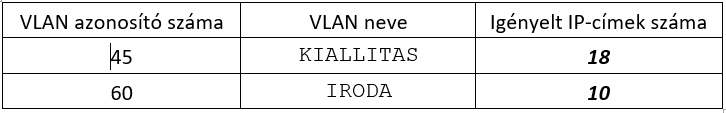 VLAN azonosító száma VLAN neve Igényelt IP-címek száma
45 KIALLITAS 18
60 IRODA 10